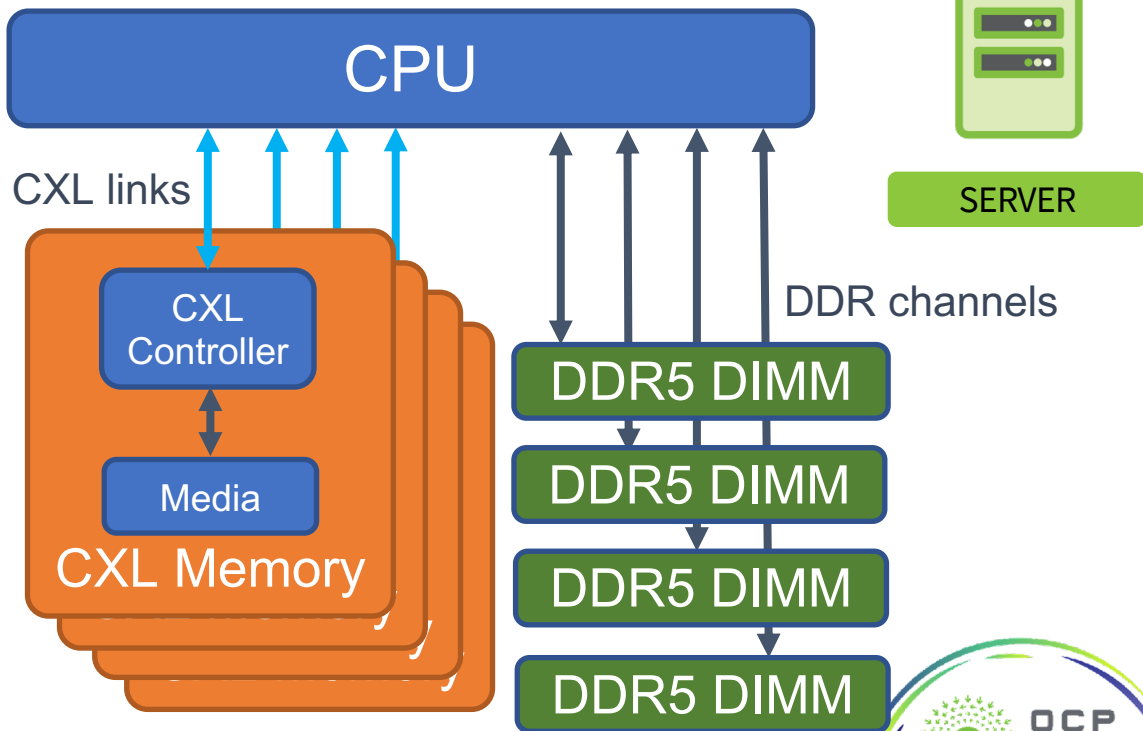 CPU
CXL links
SERVER
CXL
Controller
DDR channels
DDR5 DIMM
Media
DDR5 DIMM
CXL Memory
DDR5 DIMM
DDR5 DIMM
OCP